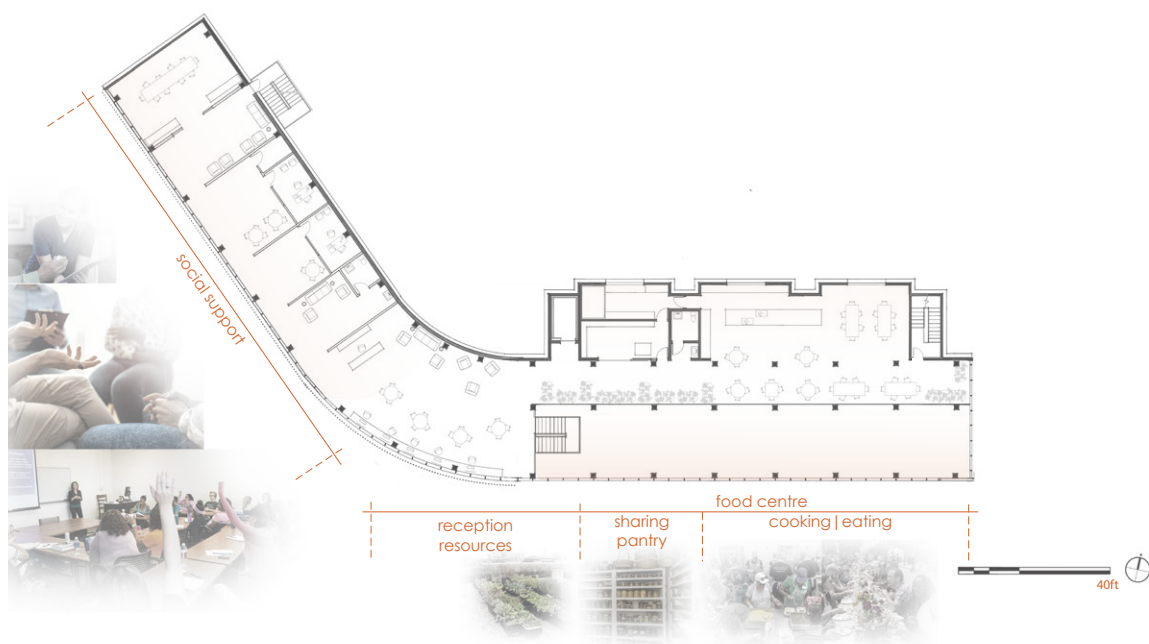 social support
food centre
reception
resources
sharing
pantry
cooking|eating
40ft